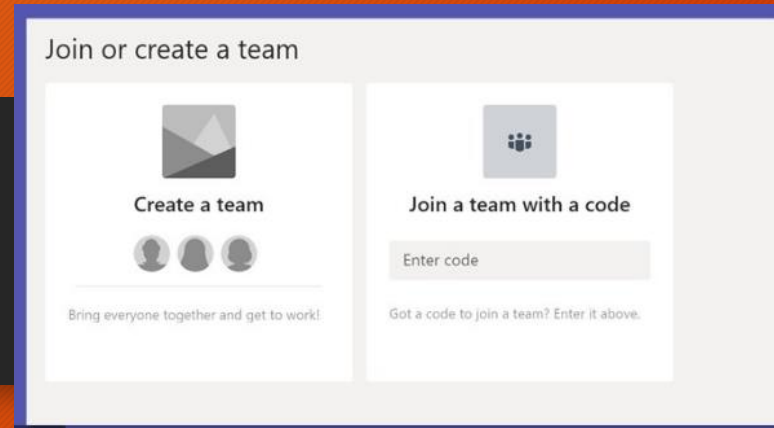 Join or create a team
Create a team
Bring everyone together and get to work!
Join a team with a code
Enter code
Got a code to join a team? Enter it above.